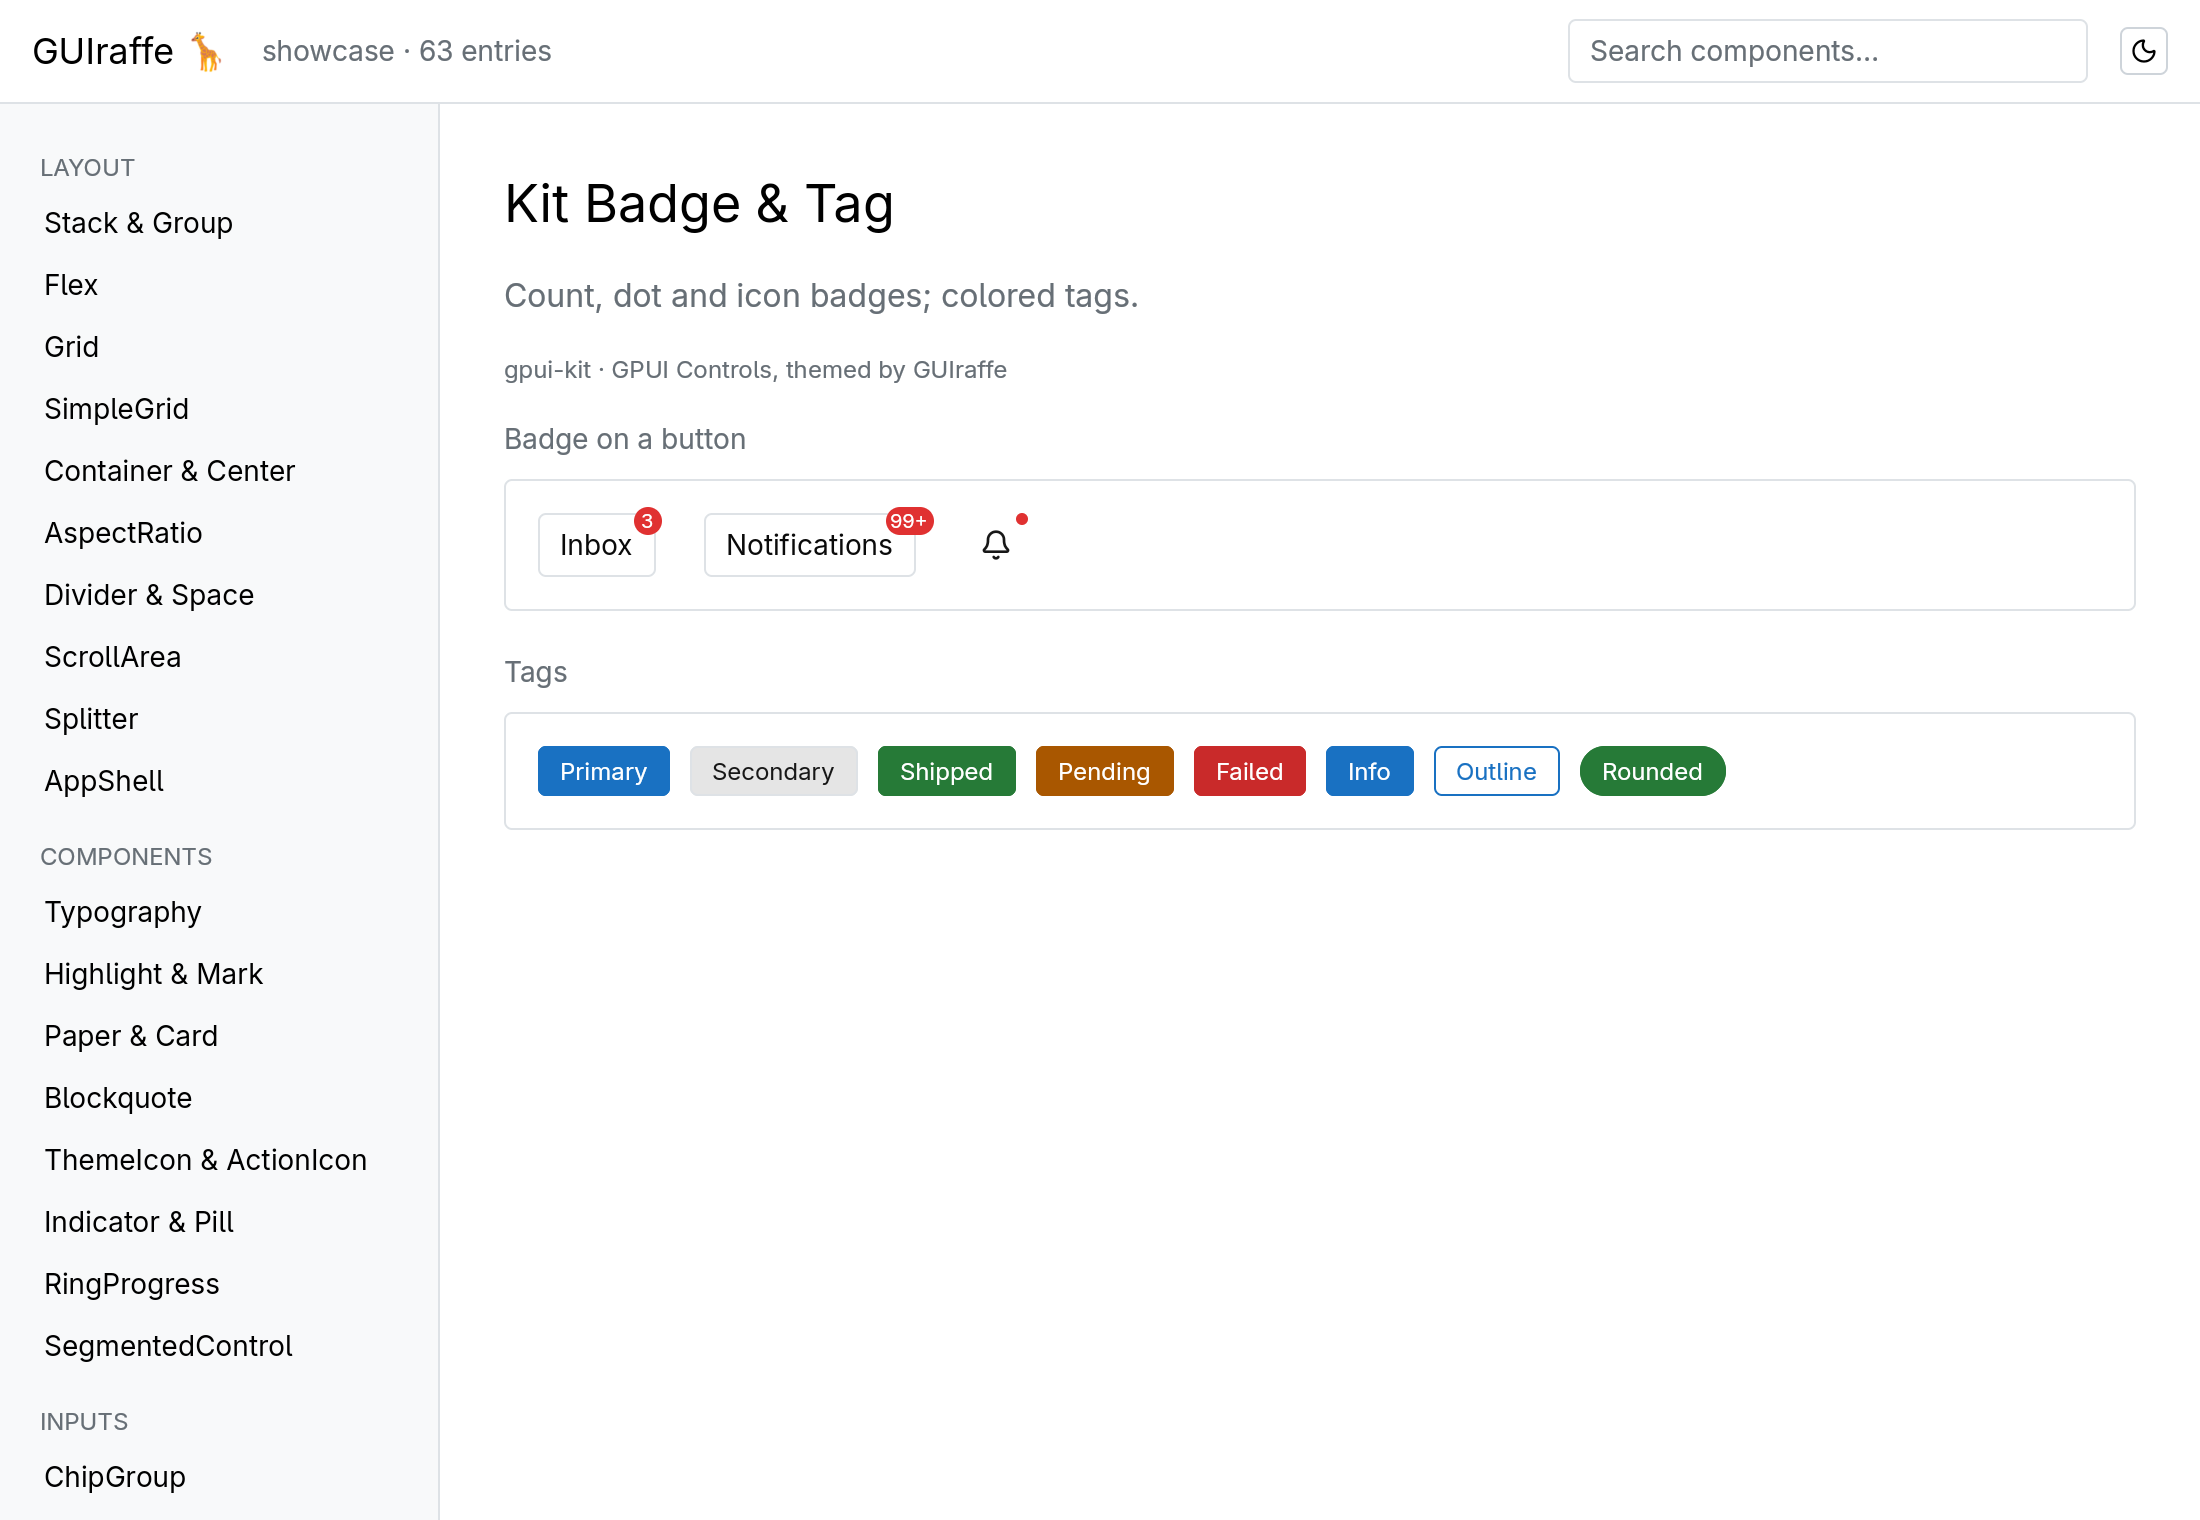 GUIraffe 🦒 showcase · 63 entries Search components...
LAYOUT
Stack & Group
Flex
Grid
SimpleGrid
Container & Center
AspectRatio
Divider & Space
ScrollArea
Splitter
AppShell
COMPONENTS
Typography
Highlight & Mark
Paper & Card
Blockquote
ThemeIcon & ActionIcon
Indicator & Pill
RingProgress
SegmentedControl
INPUTS
ChipGroup
Kit Badge & Tag
Count, dot and icon badges; colored tags.
gpui-kit · GPUI Controls, themed by GUIraffe
Badge on a button
Inbox 3 Notifications 99+
Tags
Primary Secondary Shipped Pending Failed Info Outline Rounded